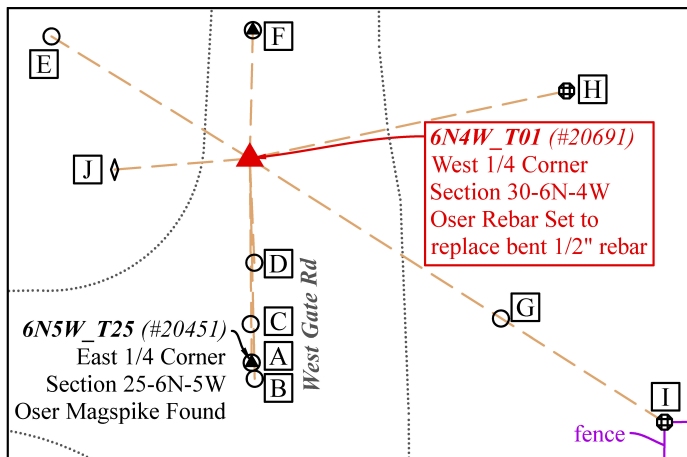 E
F
H
6N4W_T01 (#20691)
West 1/4 Corner
Section 30-6N-4W
Oser Rebar Set to
replace bent 1/2" rebar
J
D
West Gate Rd
C
G
6N5W_T25 (#20451)
East 1/4 Corner
Section 25-6N-5W
Oser Magspike Found
A
B
I
fence